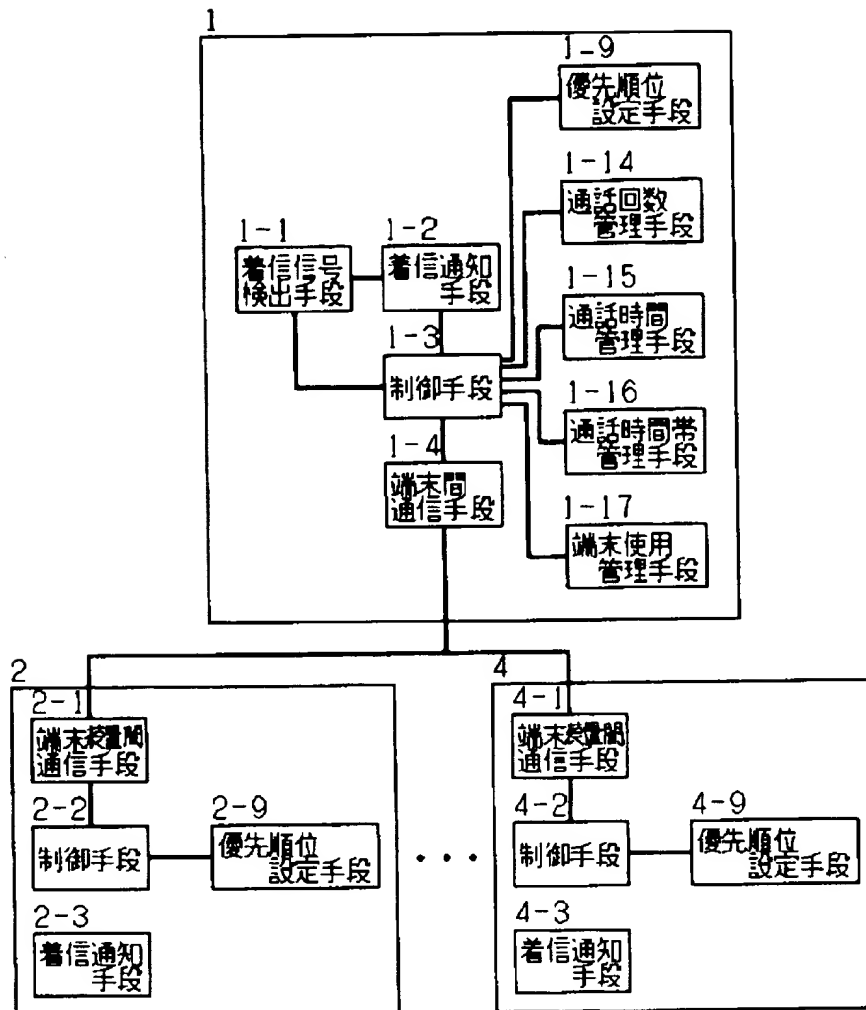 1
1-9
優先順位
設定手段
1-14
通話回数
管理手段
1-1
着信信号
検出手段
1-2
着信通知
手段
1-15
通話時間
管理手段
1-3
制御手段
1-16
通話時間帯
管理手段
1-4
端末間
通信手段
1-17
端末使用
管理手段
2
2-1
端末装置間
通信手段
2-2
制御手段
2-9
優先順位
設定手段
2-3
着信通知
手段
・・・
4
4-1
端末装置間
通信手段
4-2
制御手段
4-9
優先順位
設定手段
4-3
着信通知
手段